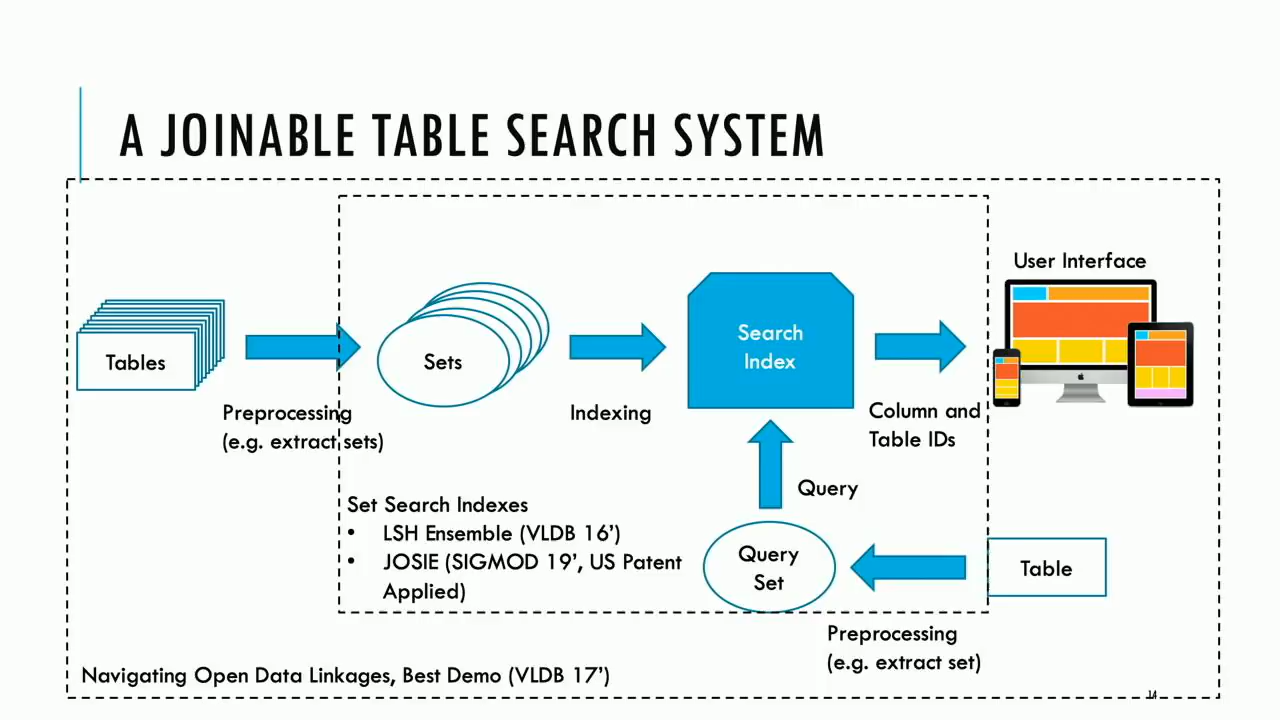 A JOINABLE TABLE SEARCH SYSTEM
User Interface
Tables
Sets
Search
Index
Preprocessing
(e.g. extract sets)
Indexing
Column and
Table IDs
Query
Set Search Indexes
• LSH Ensemble (VLDB 16’)
• JOSIE (SIGMOD 19’, US Patent
Applied)
Query
Set
Table
Preprocessing
(e.g. extract set)
Navigating Open Data Linkages, Best Demo (VLDB 17’)
14